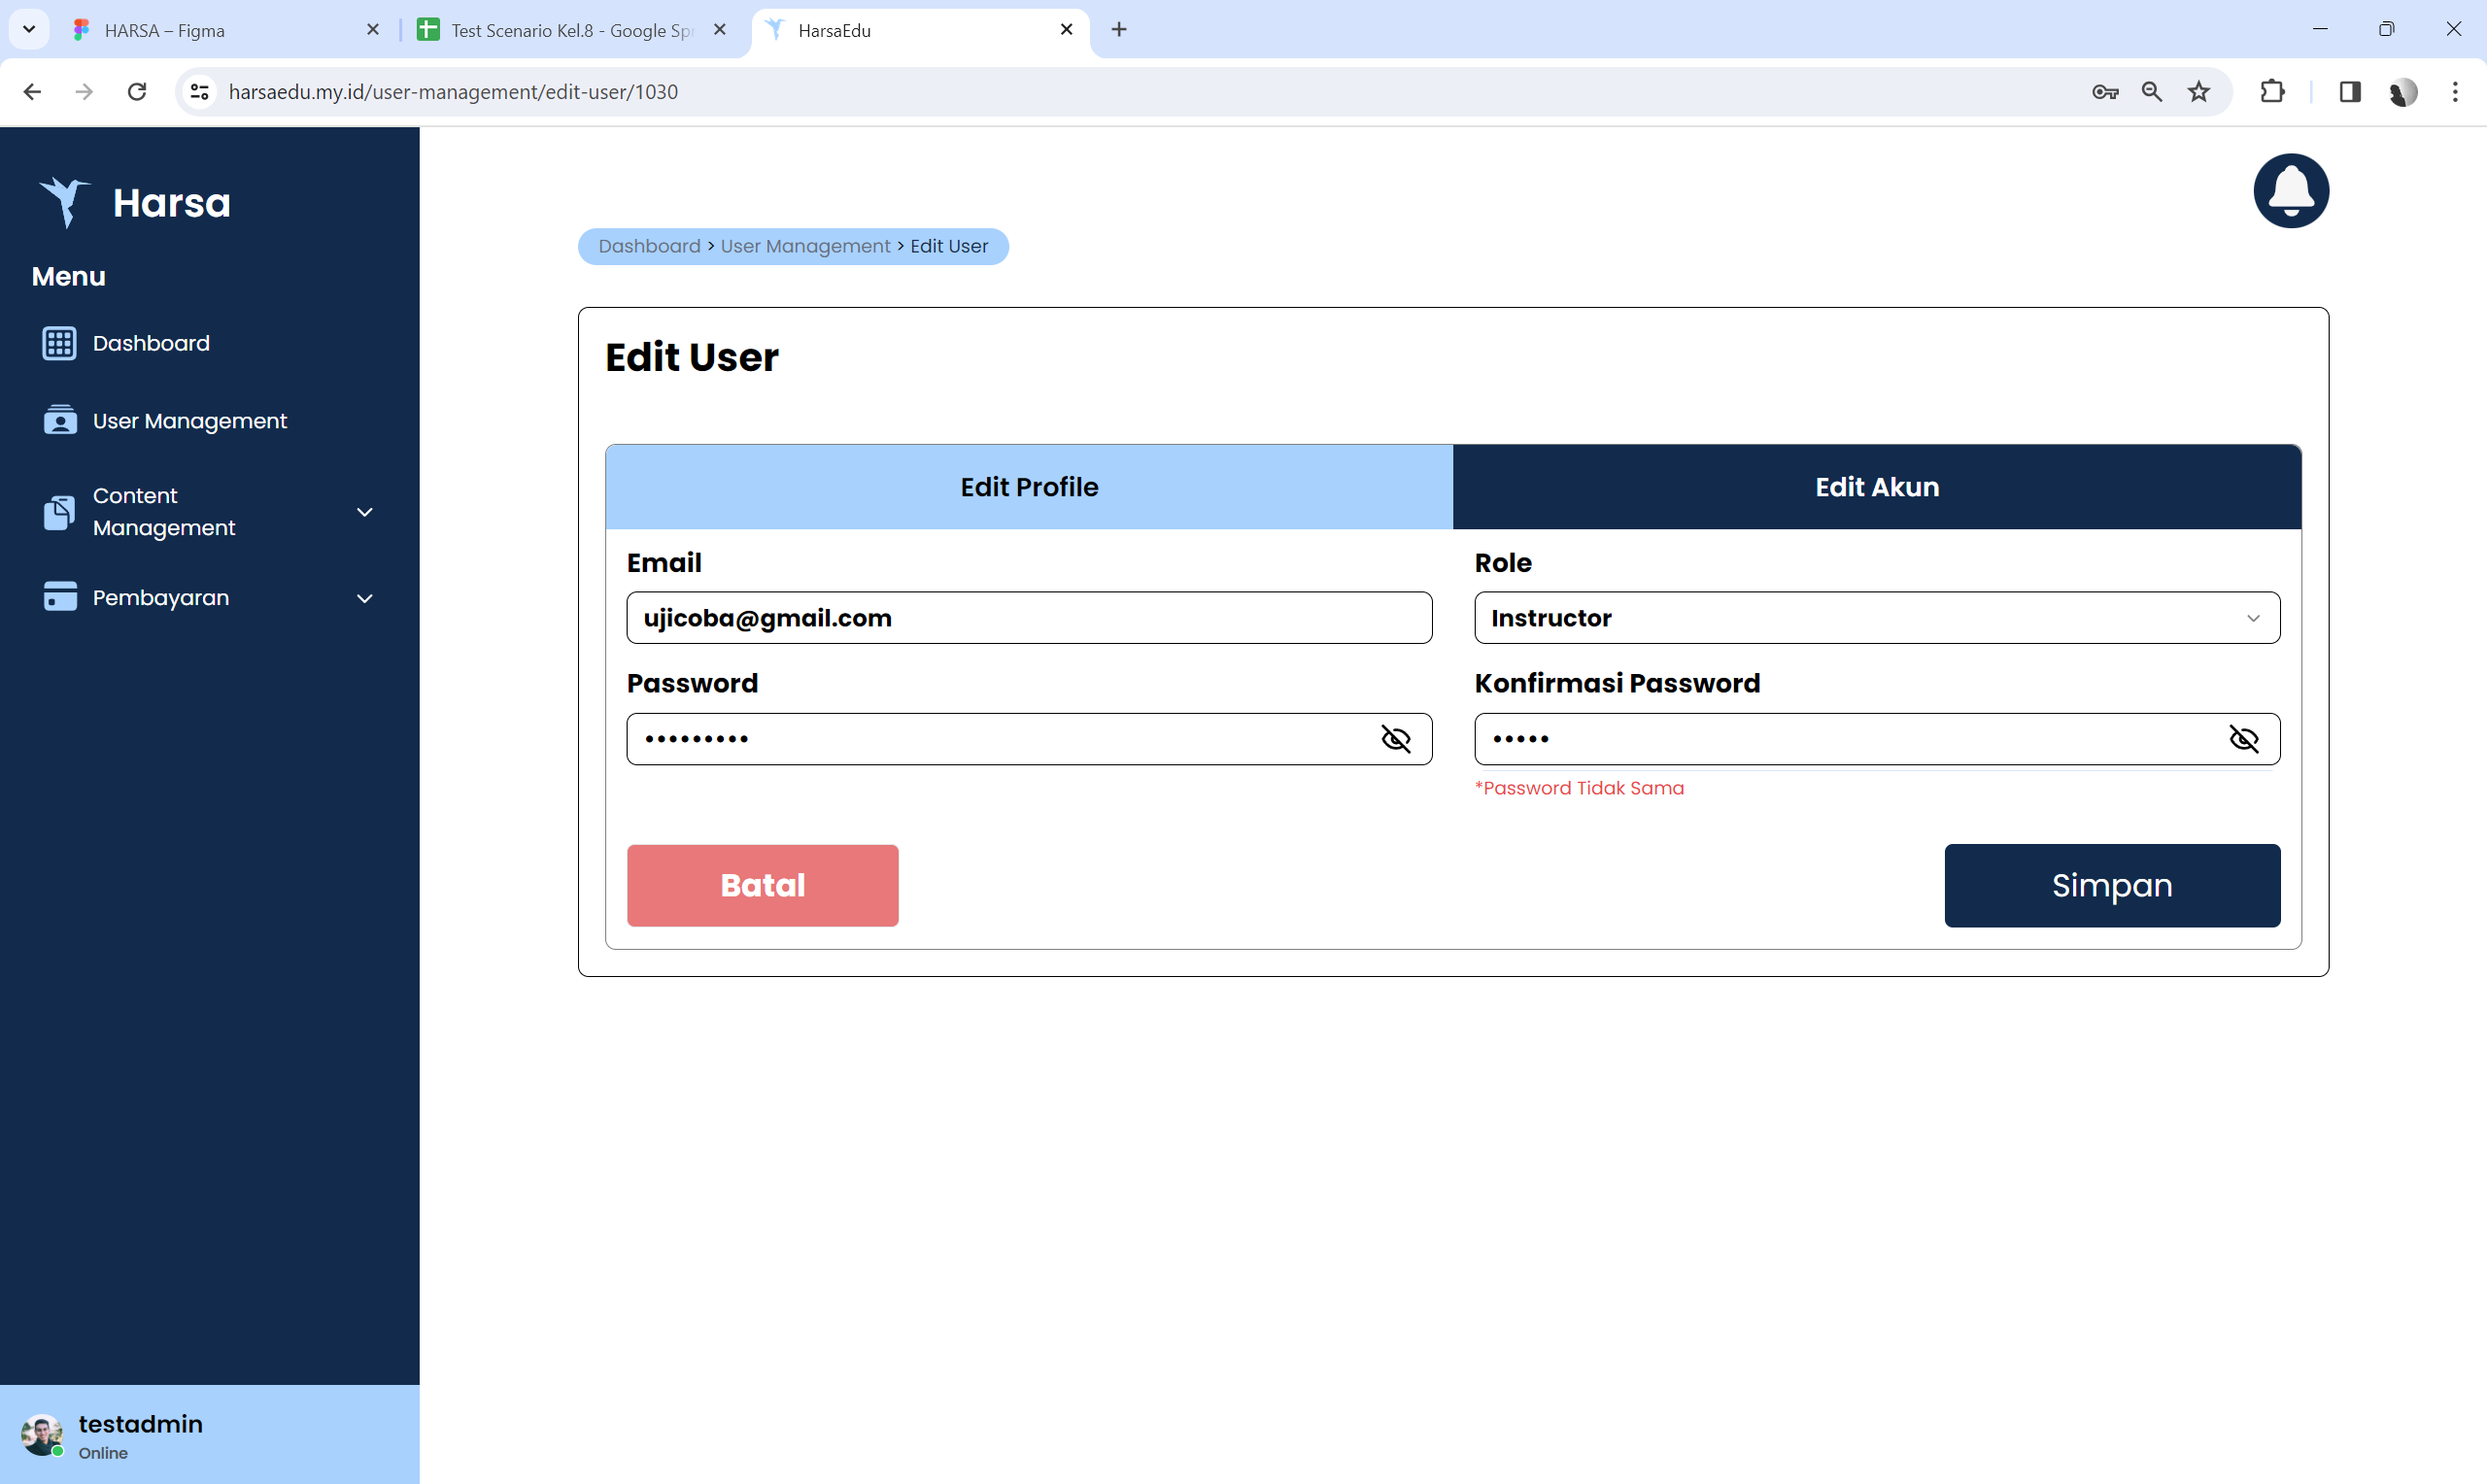 HARSA – Figma
Test Scenario Kel.8 - Google Spr
HarsaEdu
harsaedu.my.id/user-management/edit-user/1030
Harsa
Menu
Dashboard
User Management
Content
Management
Pembayaran
testadmin
Online
Dashboard > User Management > Edit User
Edit User
Edit Profile
Edit Akun
Email
Role
ujicoba@gmail.com
Instructor
Password
Konfirmasi Password
•••••••••
•••••
*Password Tidak Sama
Batal
Simpan